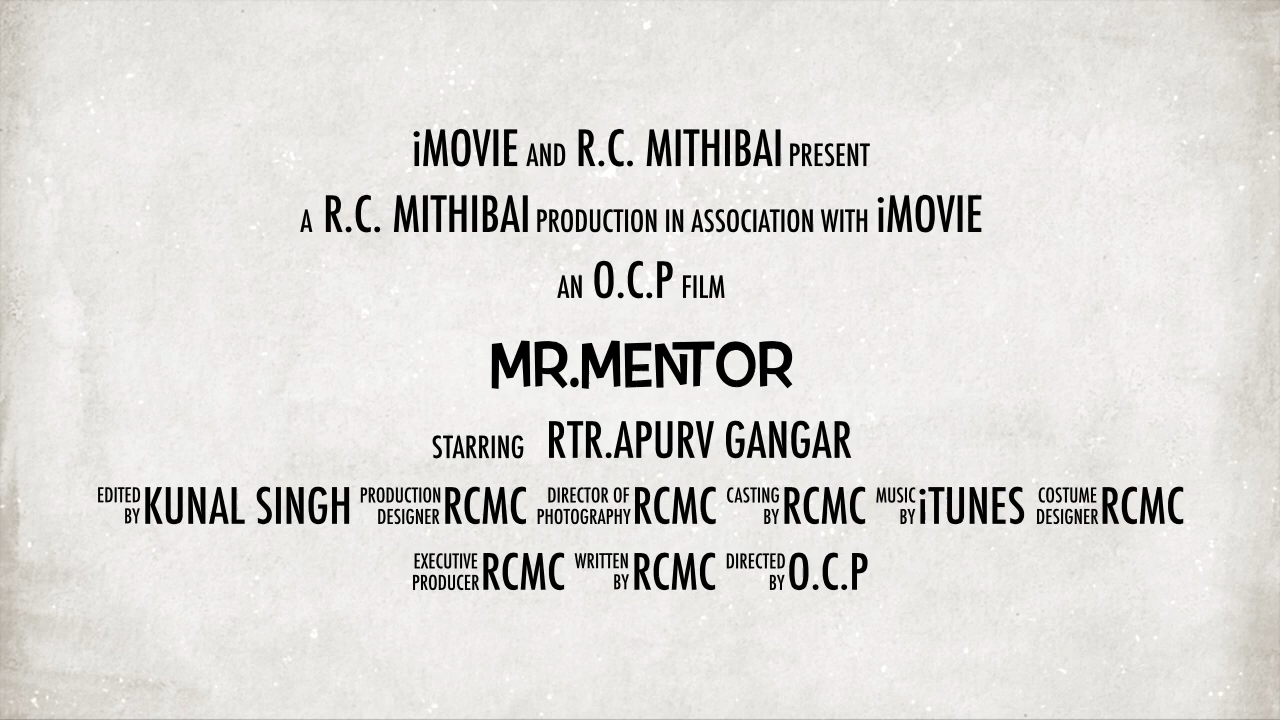 iMOVIE AND R.C. MITHIBAI PRESENT
A R.C. MITHIBAI PRODUCTION IN ASSOCIATION WITH iMOVIE
AN O.C.P FILM
MR.MENTOR
STARRING RTR.APURV GANGAR
EDITED BY KUNAL SINGH PRODUCTION DESIGNER RCMC DIRECTOR OF PHOTOGRAPHY RCMC CASTING BY RCMC MUSIC BY iTUNES COSTUME DESIGNER RCMC
EXECUTIVE PRODUCER RCMC WRITTEN BY RCMC DIRECTED BY O.C.P